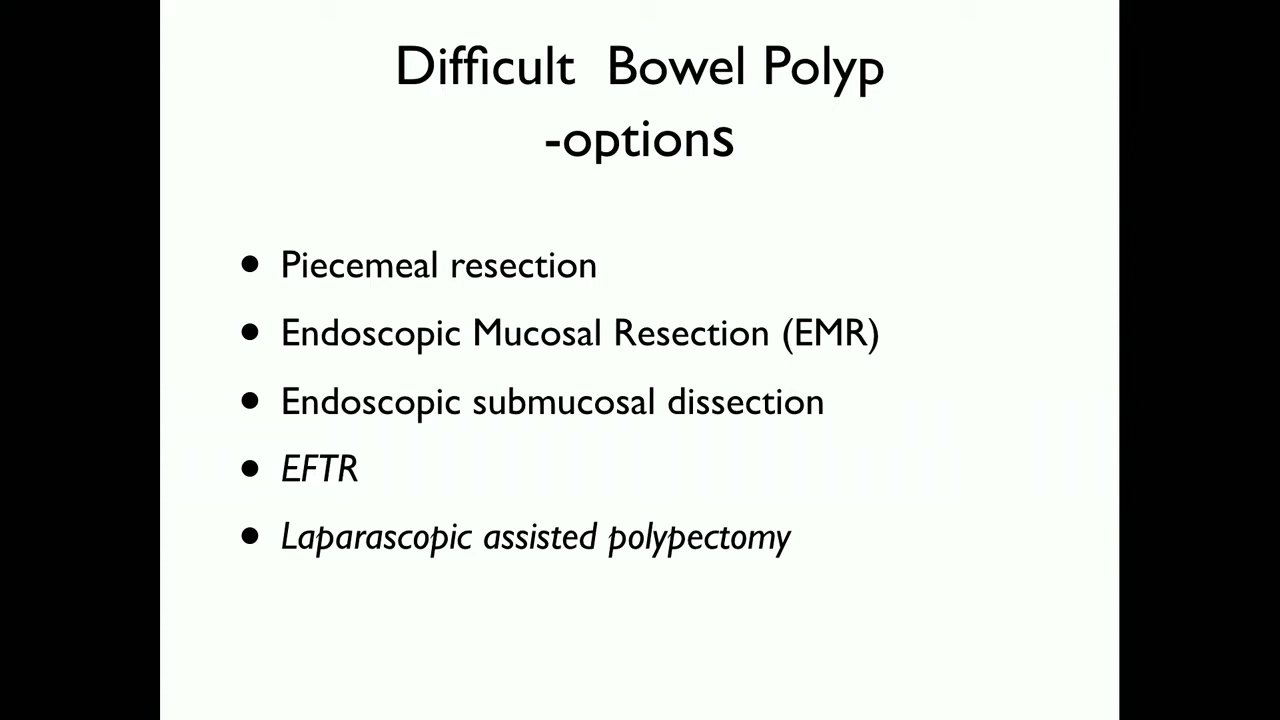 Difficult Bowel Polyp
-options
• Piecemeal resection
• Endoscopic Mucosal Resection (EMR)
• Endoscopic submucosal dissection
• EFTR
• Laparascopic assisted polypectomy